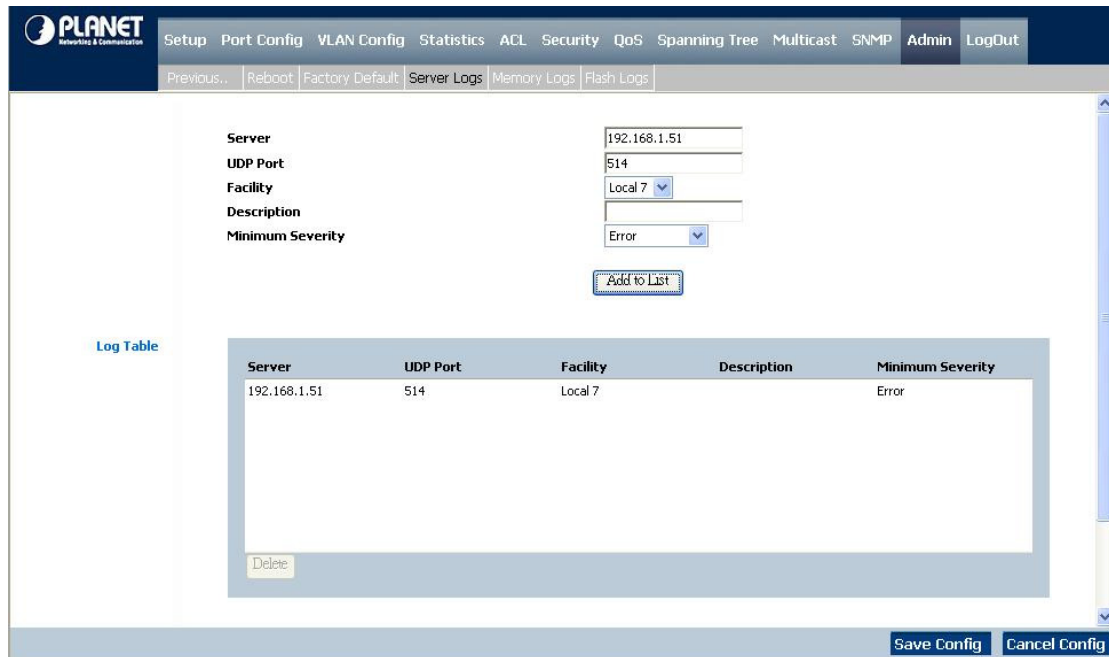 PLANET
Networking & Communication
Setup Port Config VLAN Config Statistics ACL Security QoS Spanning Tree Multicast SNMP Admin LogOut
Previous.. Reboot Factory Default Server Logs Memory Logs Flash Logs
Server 192.168.1.51
UDP Port 514
Facility Local 7
Description
Minimum Severity Error
Add to List
Log Table
Server UDP Port Facility Description Minimum Severity
192.168.1.51 514 Local 7 Error
Delete
Save Config Cancel Config